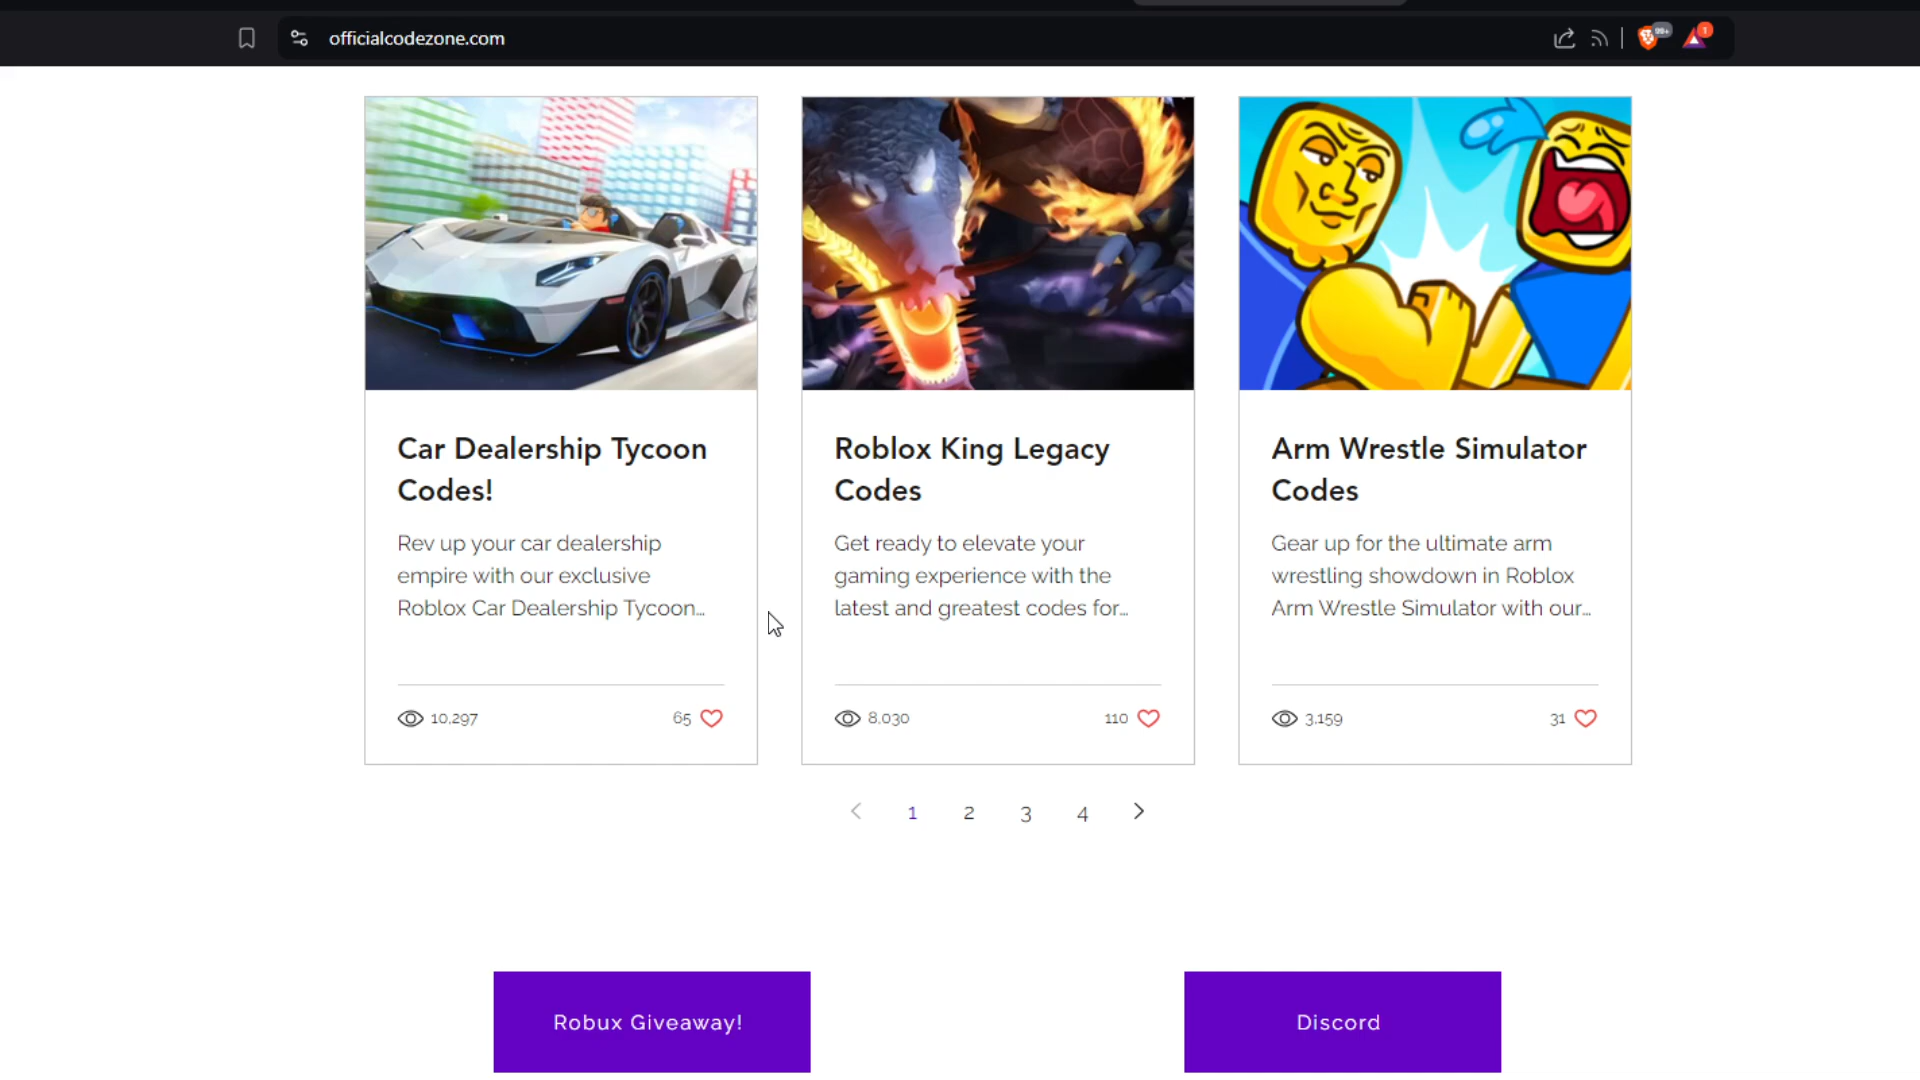 officialcodezone.com
99+
1
Car Dealership Tycoon
Codes!
Rev up your car dealership
empire with our exclusive
Roblox Car Dealership Tycoon...
10,297
65
Roblox King Legacy
Codes
Get ready to elevate your
gaming experience with the
latest and greatest codes for...
8,030
110
Arm Wrestle Simulator
Codes
Gear up for the ultimate arm
wrestling showdown in Roblox
Arm Wrestle Simulator with our...
3,159
31
1 2 3 4
Robux Giveaway!
Discord